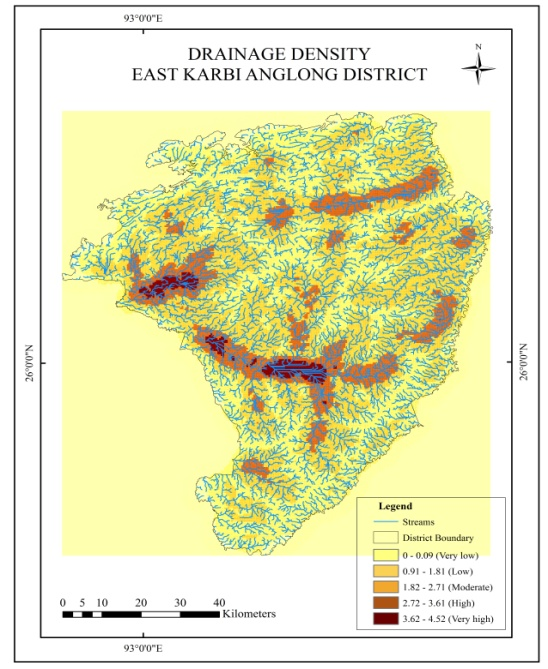 93°0'0"E
DRAINAGE DENSITY
EAST KARBI ANGLONG DISTRICT
N
26°0'0"N
26°0'0"N
Legend
Streams
District Boundary
0 - 0.09 (Very low)
0.91 - 1.81 (Low)
1.82 - 2.71 (Moderate)
2.72 - 3.61 (High)
3.62 - 4.52 (Very high)
0 5 10 20 30 40
Kilometers
93°0'0"E